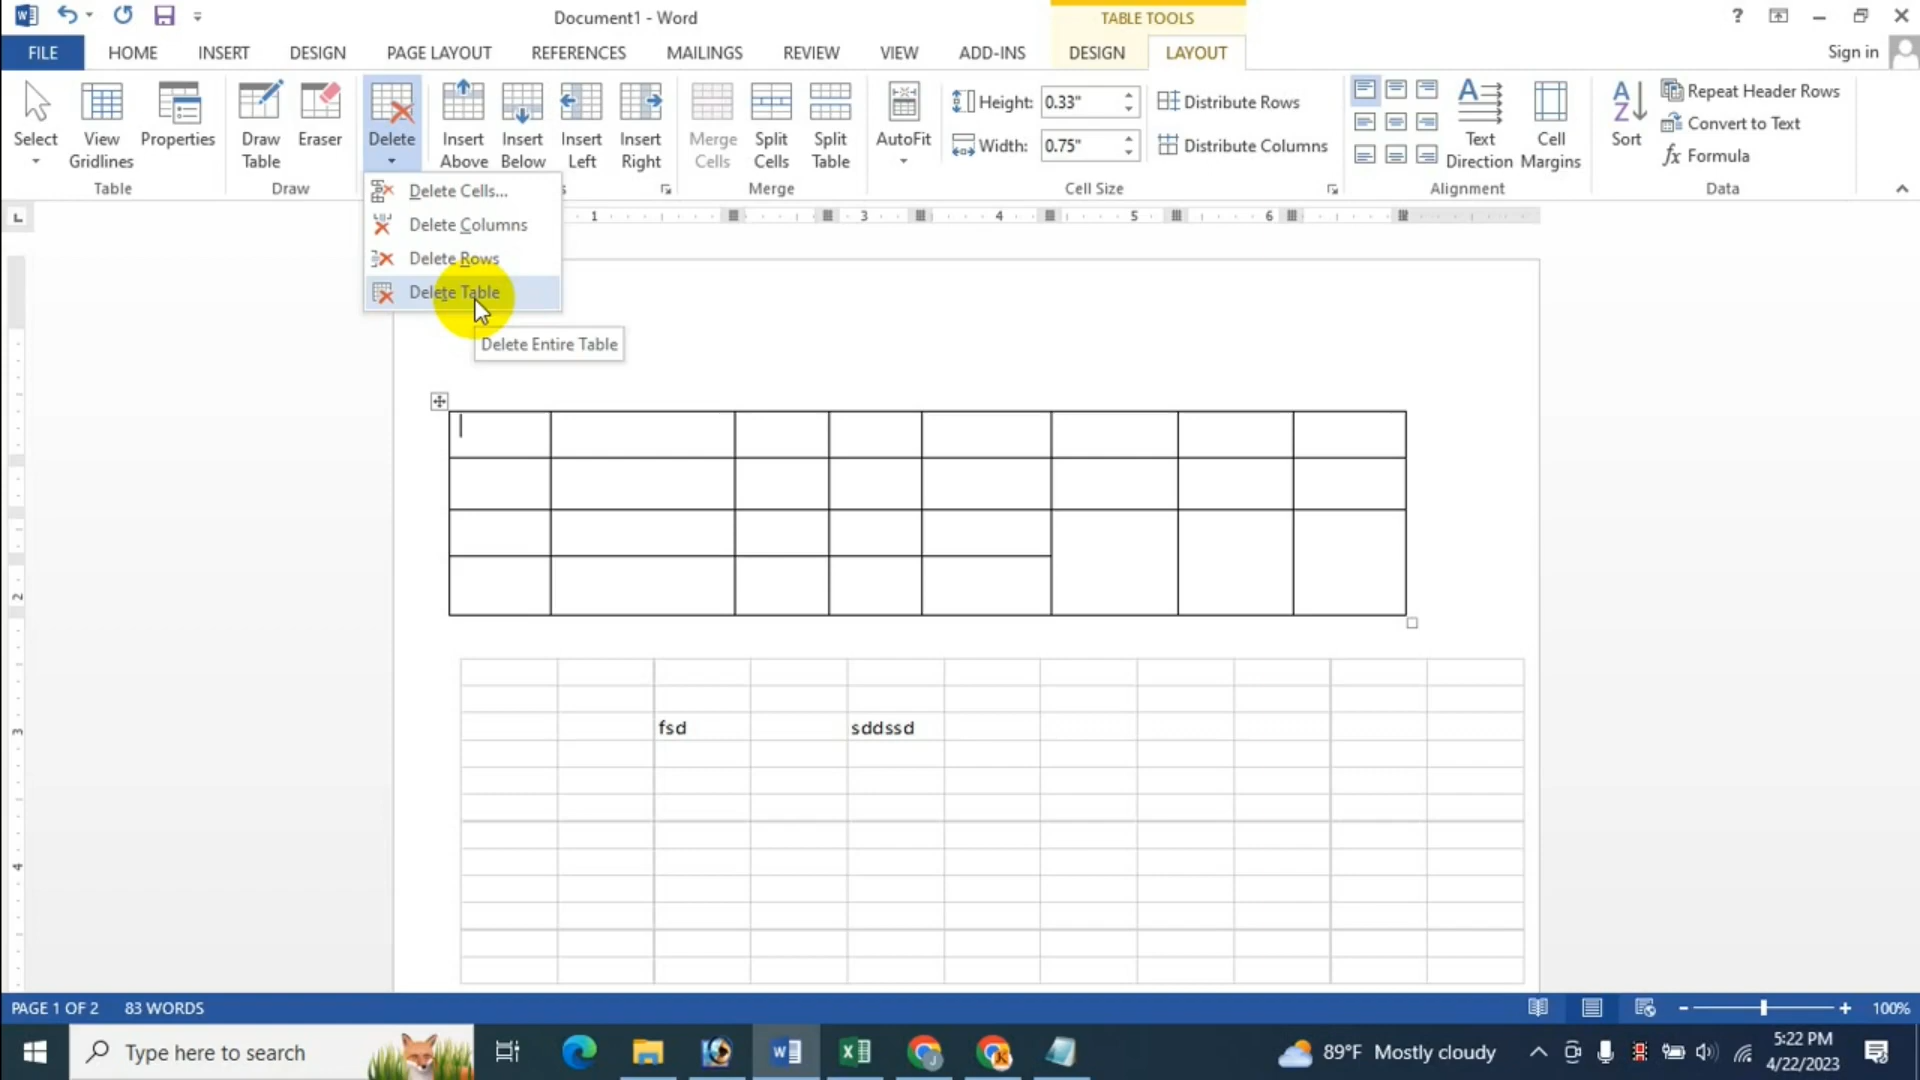 Document1 - Word
TABLE TOOLS
?
FILE HOME INSERT DESIGN PAGE LAYOUT REFERENCES MAILINGS REVIEW VIEW ADD-INS DESIGN LAYOUT Sign in
Select
View Gridlines
Properties
Table
Draw Table
Eraser
Draw
Delete
Insert Above
Insert Below
Insert Left
Insert Right
Merge Cells
Split Cells
Split Table
Merge
AutoFit
Height: 0.33"
Width: 0.75"
Distribute Rows
Distribute Columns
Cell Size
Text Direction
Cell Margins
Alignment
A Z Sort
Repeat Header Rows
Convert to Text
fx Formula
Data
Delete Cells...
Delete Columns
Delete Rows
Delete Table
Delete Entire Table
1 3 4 5 6
2
3
4
fsd sddssd
PAGE 1 OF 2 83 WORDS 100%
Type here to search
89°F Mostly cloudy
5:22 PM
4/22/2023